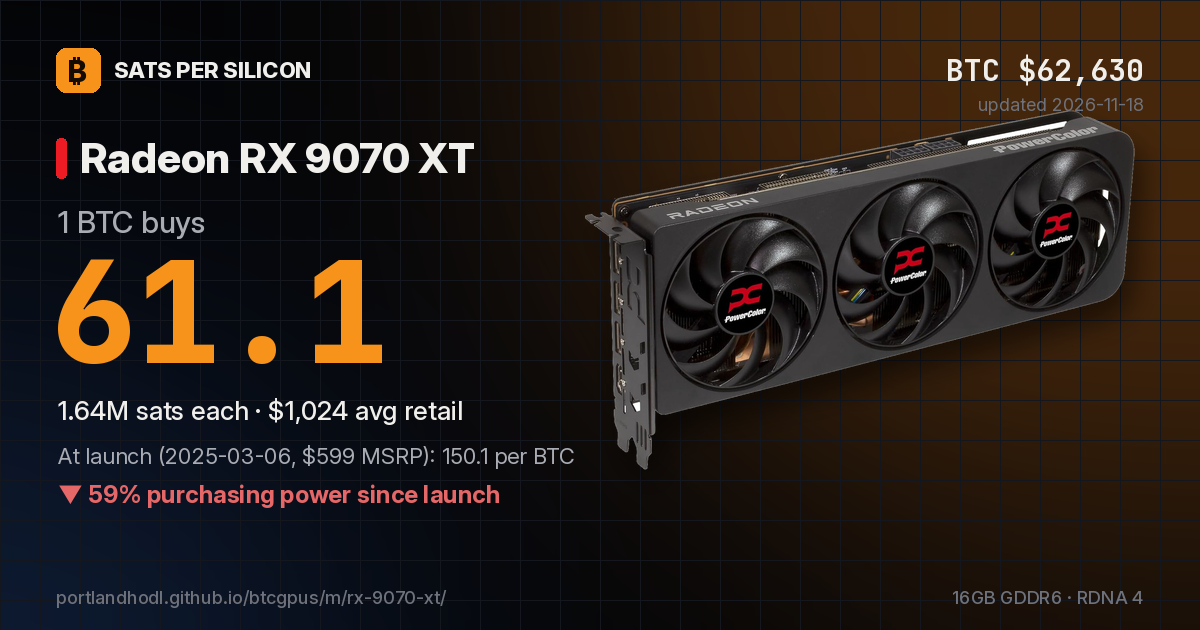 ₿ SATS PER SILICON
BTC $62,630
updated 2026-11-18
Radeon RX 9070 XT
1 BTC buys
61.1
1.64M sats each · $1,024 avg retail
At launch (2025-03-06, $599 MSRP): 150.1 per BTC
▼ 59% purchasing power since launch
RADEON
PowerColor
PowerColor
PowerColor
PowerColor
portlandhodl.github.io/btcgpus/m/rx-9070-xt/
16GB GDDR6 · RDNA 4